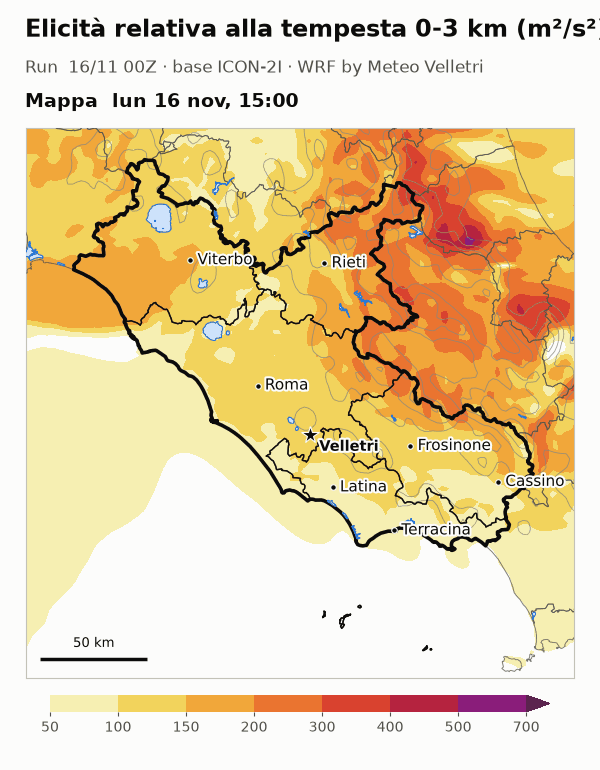 Elicità relativa alla tempesta 0-3 km (m²/s²)
Run  16/11 00Z · base ICON-2I · WRF by Meteo Velletri
Mappa  lun 16 nov, 15:00
Viterbo
Rieti
Roma
Velletri
Frosinone
Cassino
Latina
Terracina
50 km
50 100 150 200 300 400 500 700